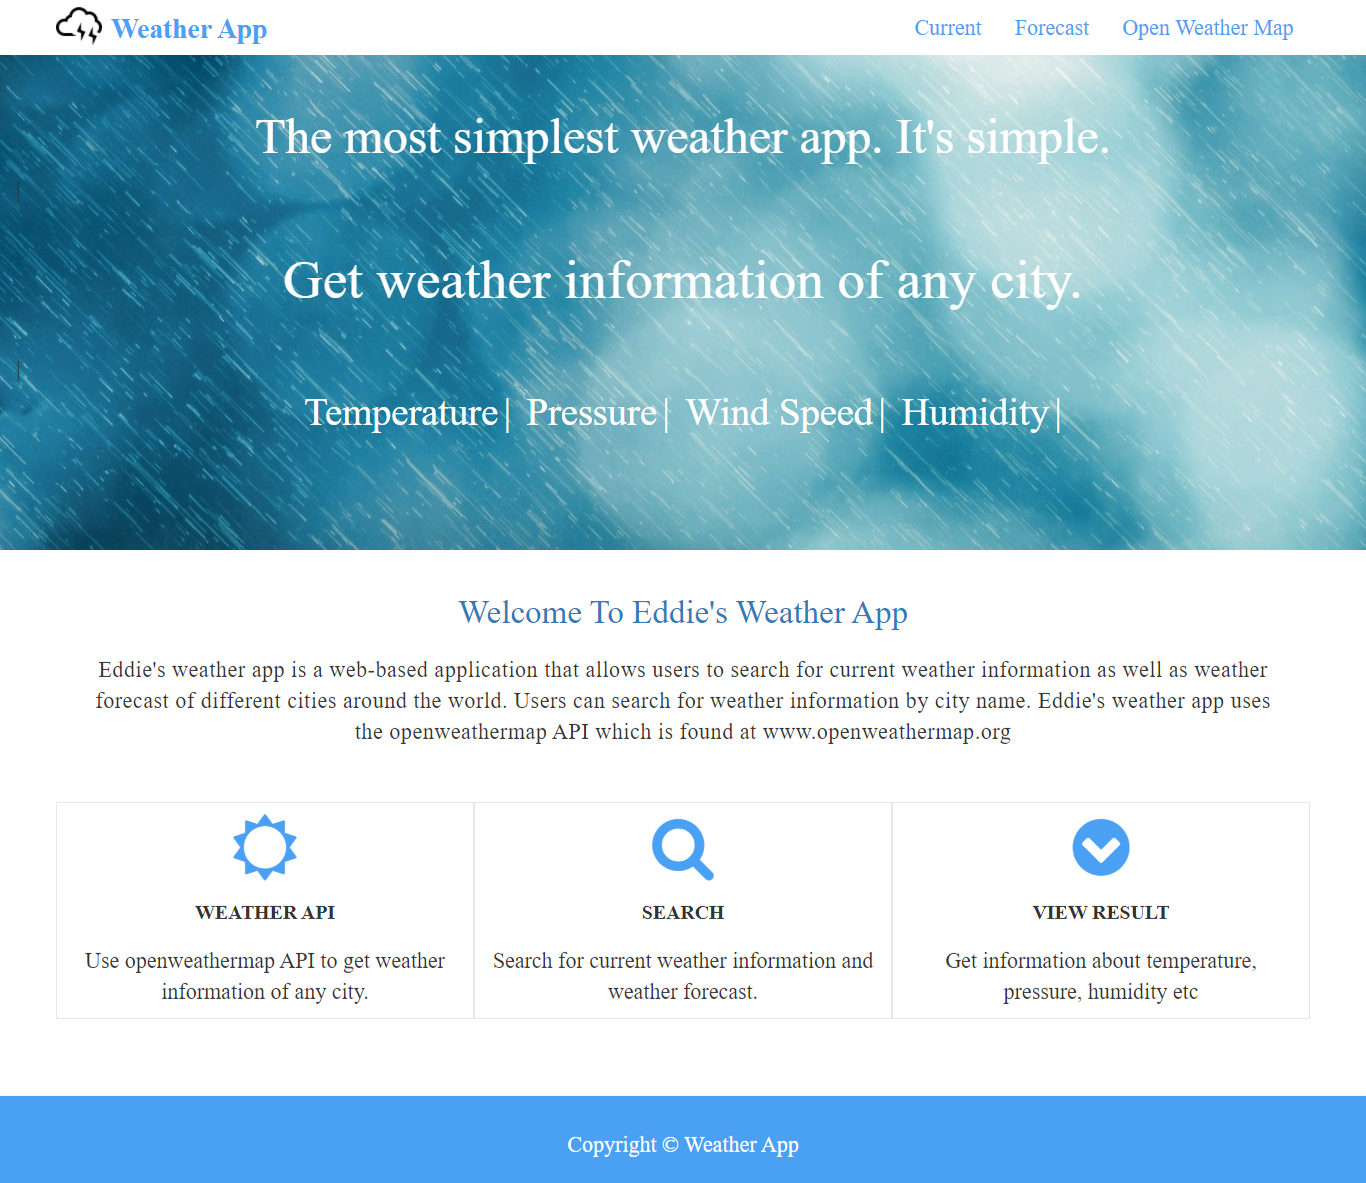 Weather App
Current Forecast Open Weather Map
The most simplest weather app. It's simple.
|
Get weather information of any city.
|
Temperature| Pressure| Wind Speed| Humidity|
Welcome To Eddie's Weather App
Eddie's weather app is a web-based application that allows users to search for current weather information as well as weather
forecast of different cities around the world. Users can search for weather information by city name. Eddie's weather app uses
the openweathermap API which is found at www.openweathermap.org
WEATHER API
Use openweathermap API to get weather
information of any city.
SEARCH
Search for current weather information and
weather forecast.
VIEW RESULT
Get information about temperature,
pressure, humidity etc
Copyright © Weather App